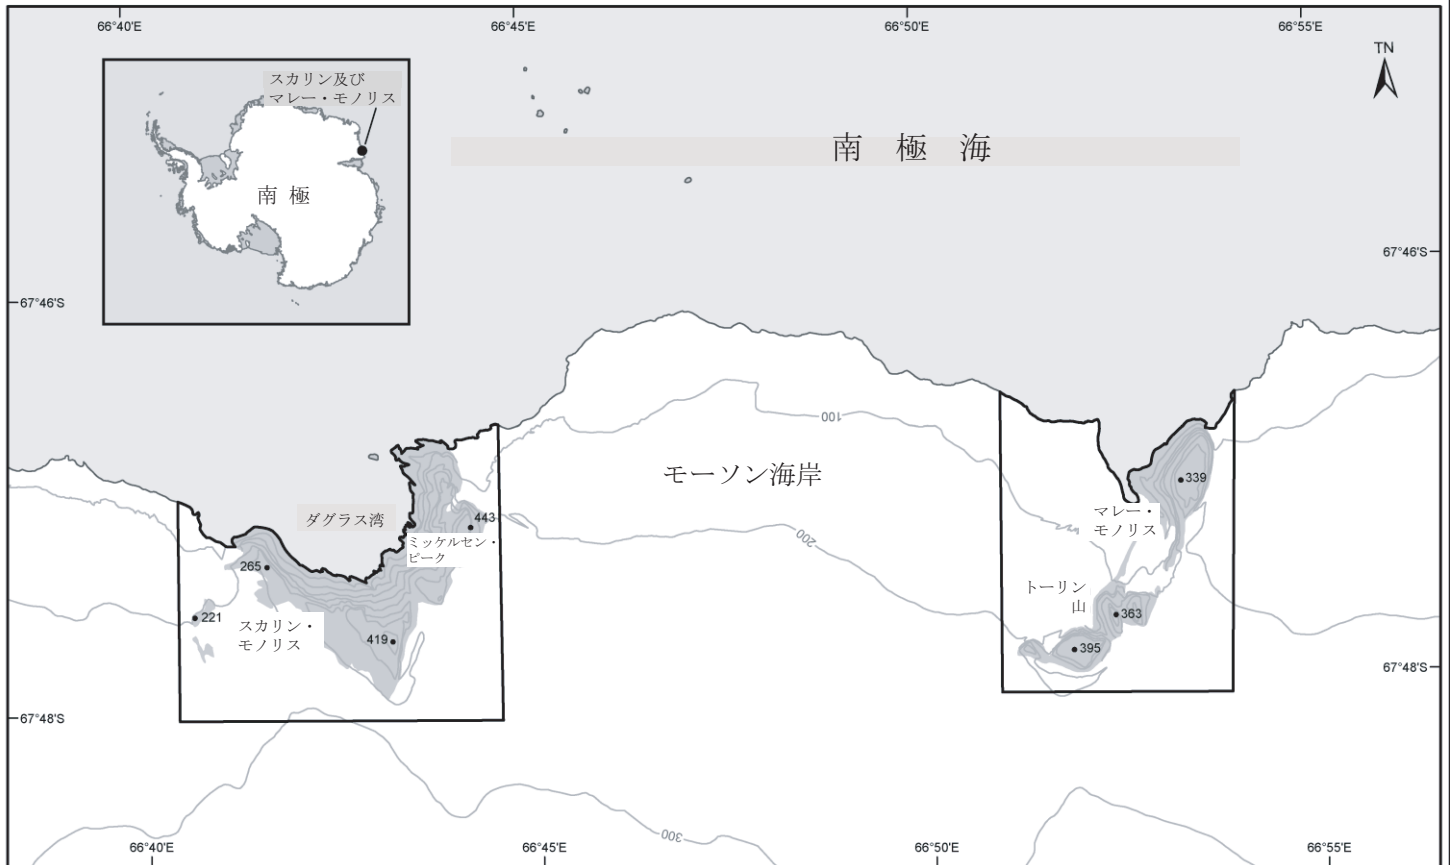 66°40'E
66°45'E
66°50'E
66°55'E
TN
スカリン及び
マレー・モノリス
南極
南極海
67°46'S
67°46'S
100
モーソン海岸
339
マレー・
モノリス
ダグラス湾
443
ミッケルセン・
ピーク
200
265
221
スカリン・
モノリス
419
トーリン
山
363
395
67°48'S
67°48'S
300
66°40'E
66°45'E
66°50'E
66°55'E